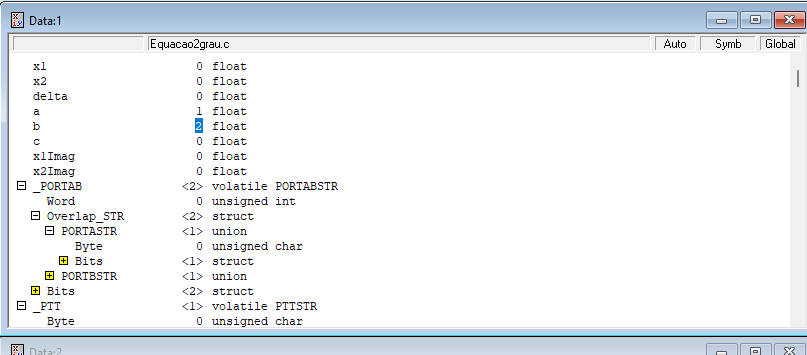 Data:1
Equacao2grau.c Auto Symb Global
x1 0 float
x2 0 float
delta 0 float
a 1 float
b 2 float
c 0 float
x1Imag 0 float
x2Imag 0 float
_PORTAB <2> volatile PORTABSTR
Word 0 unsigned int
Overlap_STR <2> struct
PORTASTR <1> union
Byte 0 unsigned char
Bits <1> struct
PORTBSTR <1> union
Bits <2> struct
_PTT <1> volatile PTTSTR
Byte 0 unsigned char
Data:2